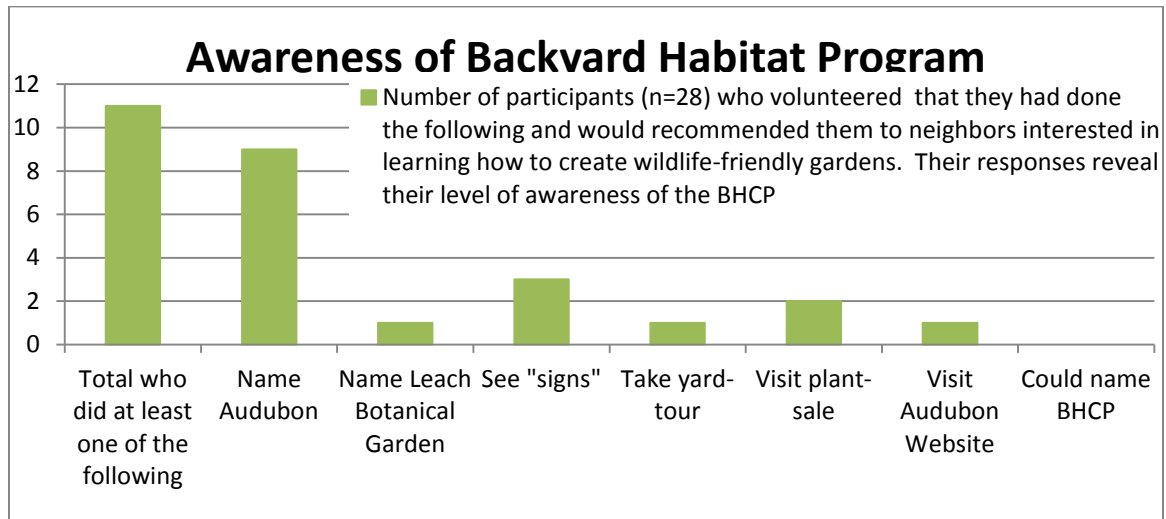 Awareness of Backyard Habitat Program
12
10
8
6
4
2
0
Number of participants (n=28) who volunteered that they had done
the following and would recommended them to neighbors interested in
learning how to create wildlife-friendly gardens. Their responses reveal
their level of awareness of the BHCP
Total who
did at least
one of the
following
Name
Audubon
Name Leach
Botanical
Garden
See "signs"
Take yard-
tour
Visit plant-
sale
Visit
Audubon
Website
Could name
BHCP